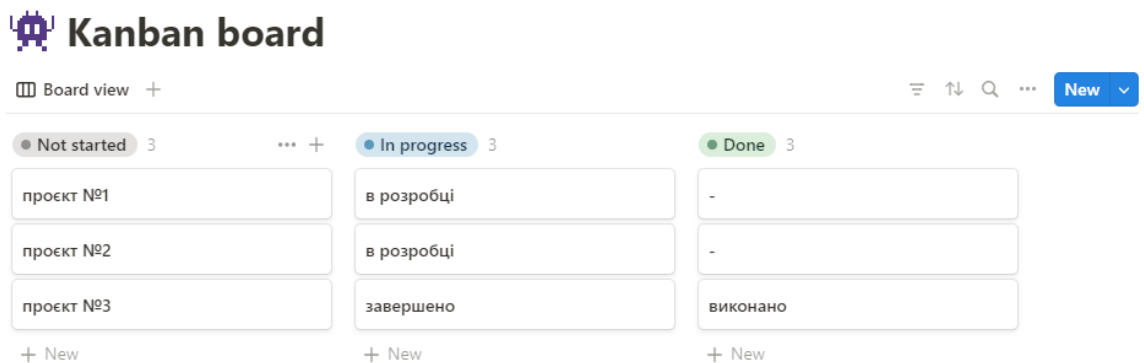 Kanban board
Board view
New
Not started 3
In progress 3
Done 3
проєкт №1
в розробці
-
проєкт №2
в розробці
-
проєкт №3
завершено
виконано
New
New
New